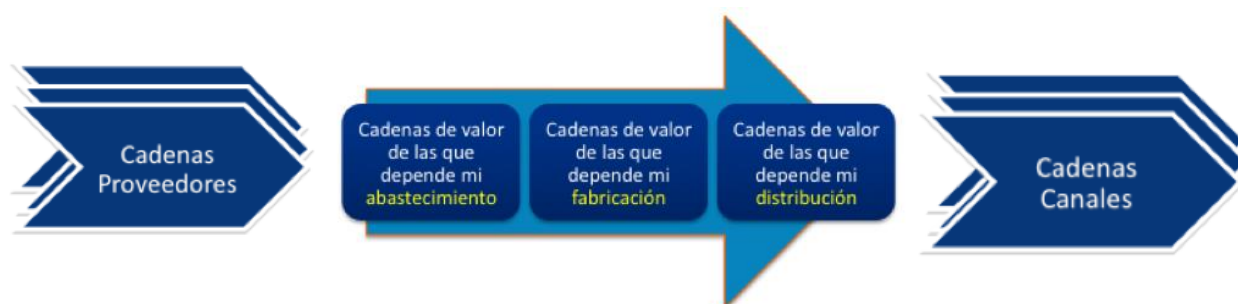 Cadenas
Proveedores
Cadenas de valor
de las que
depende mi
abastecimiento
Cadenas de valor
de las que
depende mi
fabricación
Cadenas de valor
de las que
depende mi
distribución
Cadenas
Canales